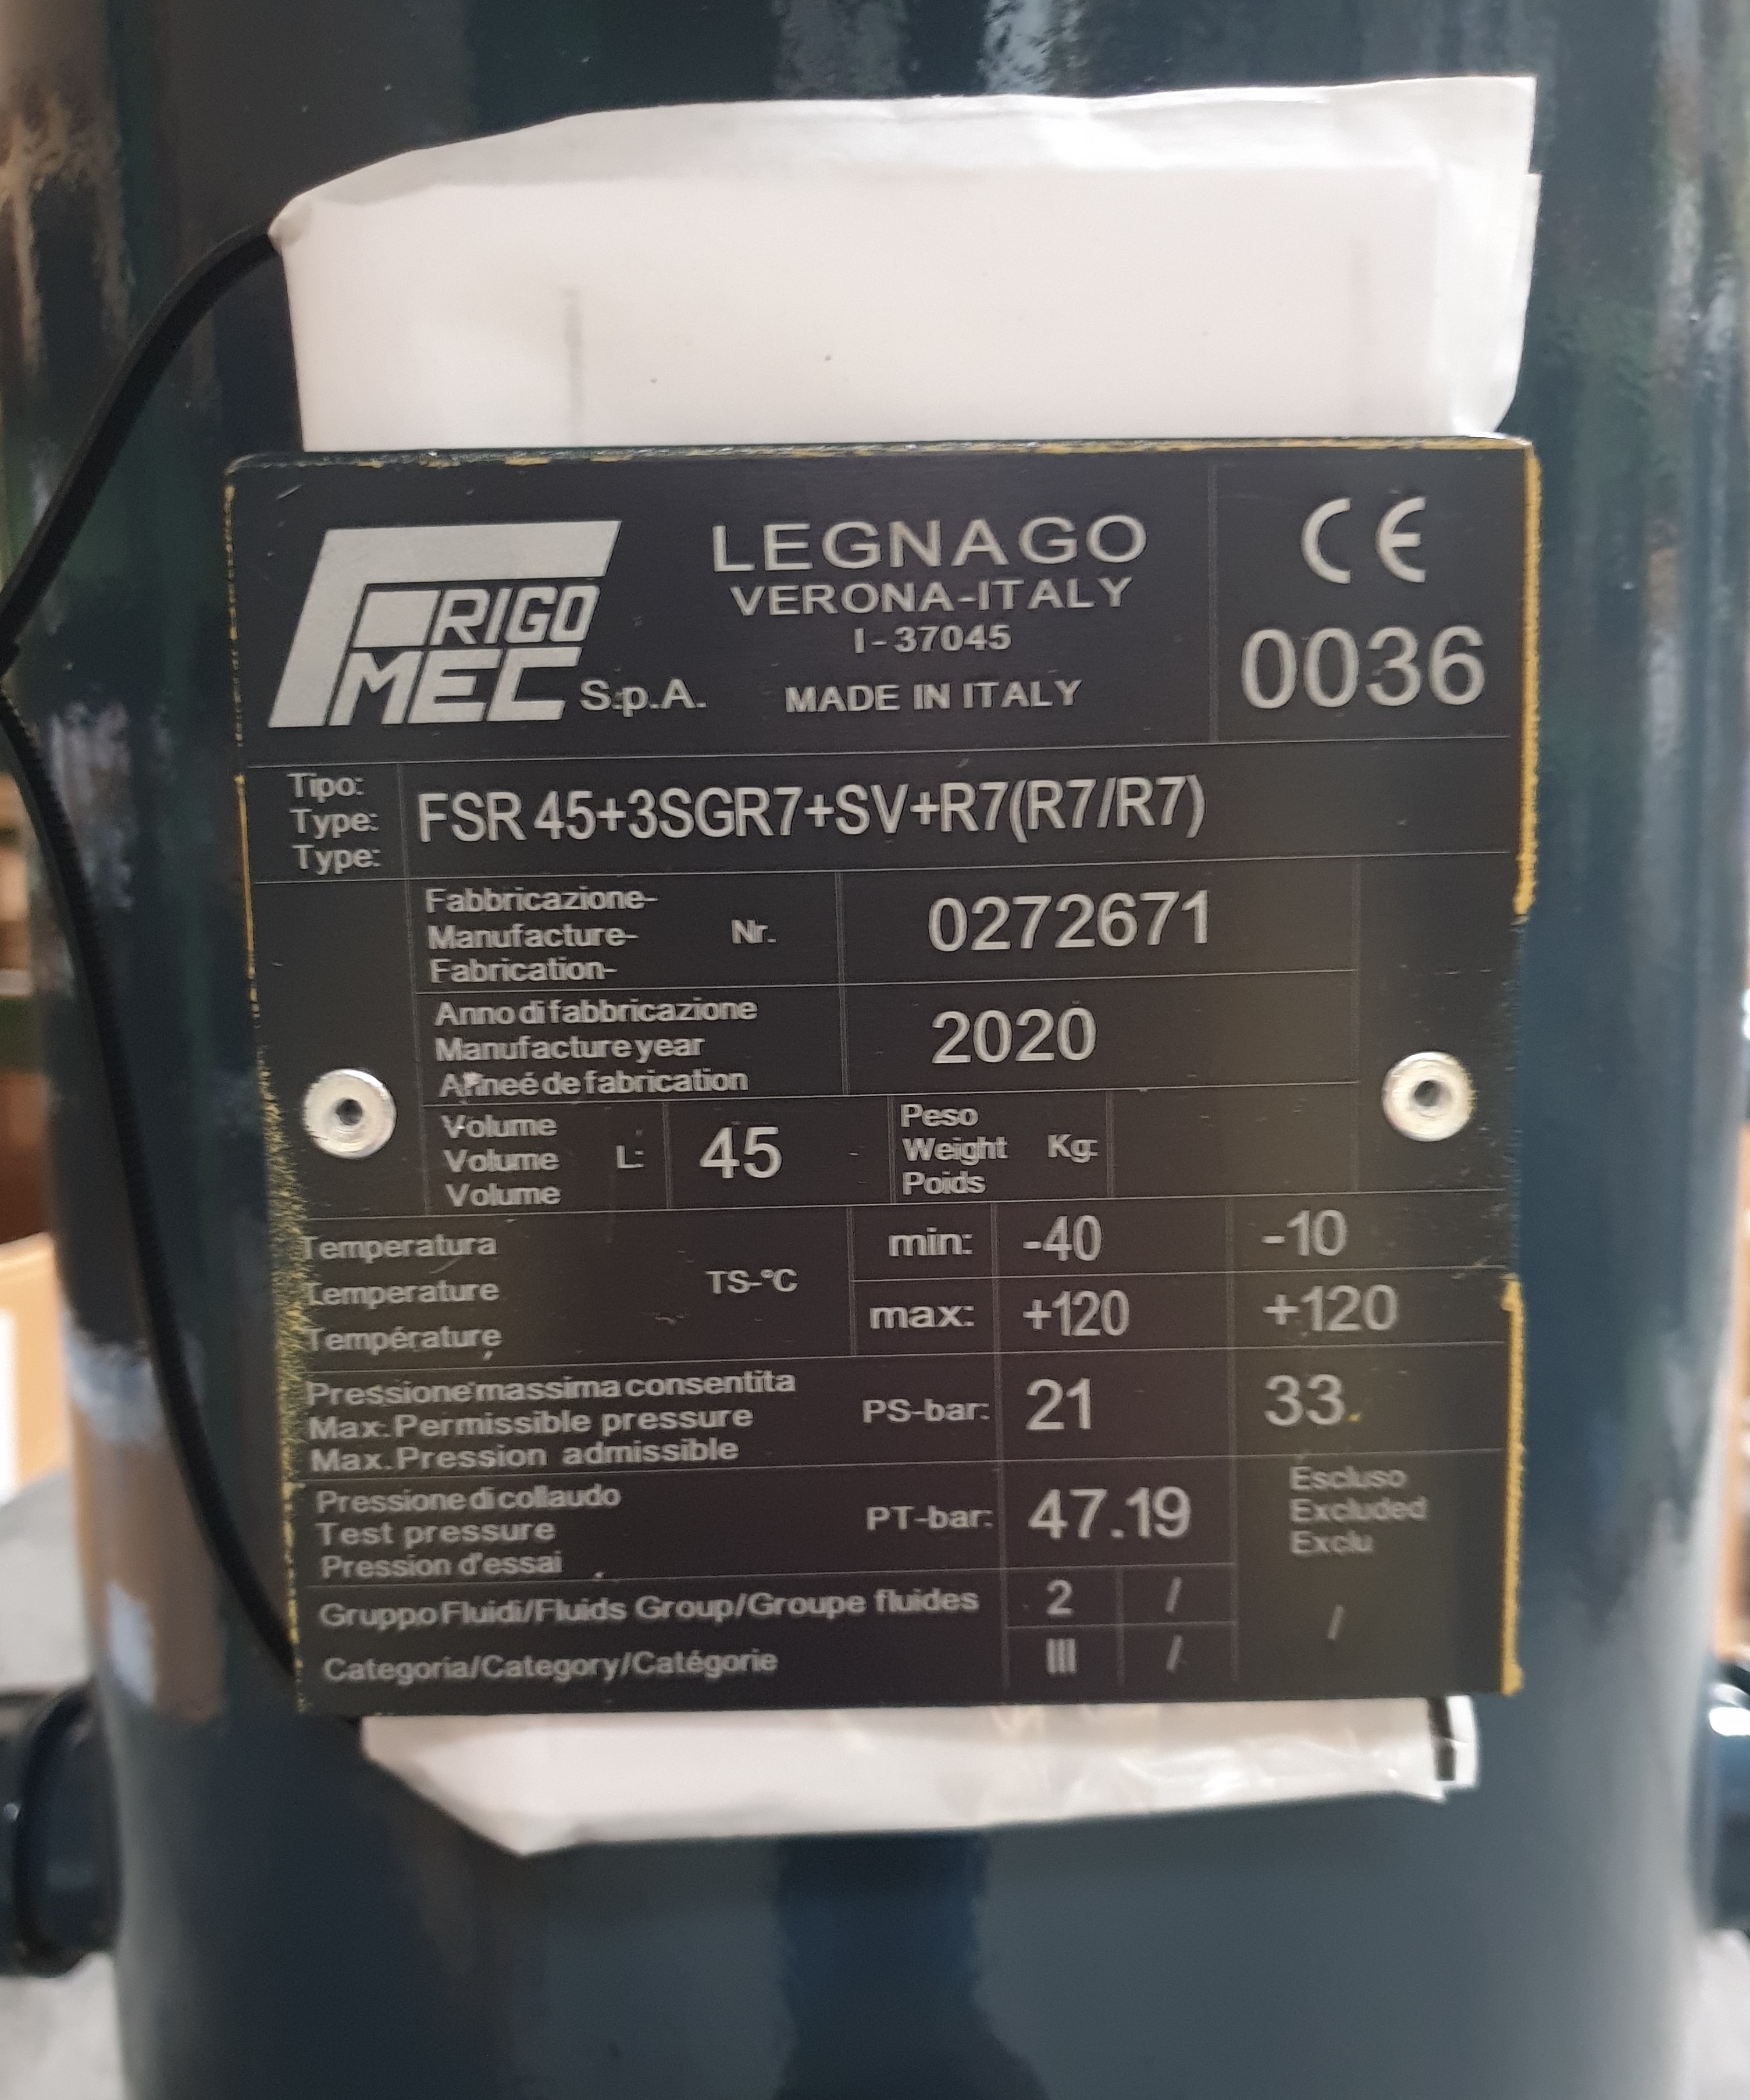 FRIGO
MEC S.p.A.
LEGNAGO
VERONA-ITALY
I-37045
MADE IN ITALY
CE
0036
Tipo:
Type:
Type:
FSR 45+3SGR7+SV+R7(R7/R7)
Fabbricazione-
Manufacture- Nr.
Fabrication-
0272671
Anno di fabbricazione
Manufacture year
Anneé de fabrication
2020
Volume
Volume L:
Volume
45
Peso
Weight Kg:
Poids
Temperatura
Temperature TS-°C
Température
min: -40 -10
max: +120 +120
Pressione massima consentita
Max. Permissible pressure PS-bar: 21 33
Max. Pression admissible
Pressione di collaudo
Test pressure PT-bar: 47.19
Pression d'essai
Escluso
Excluded
Exclu
Gruppo Fluidi/Fluids Group/Groupe fluides 2 / /
Categoria/Category/Catégorie III /